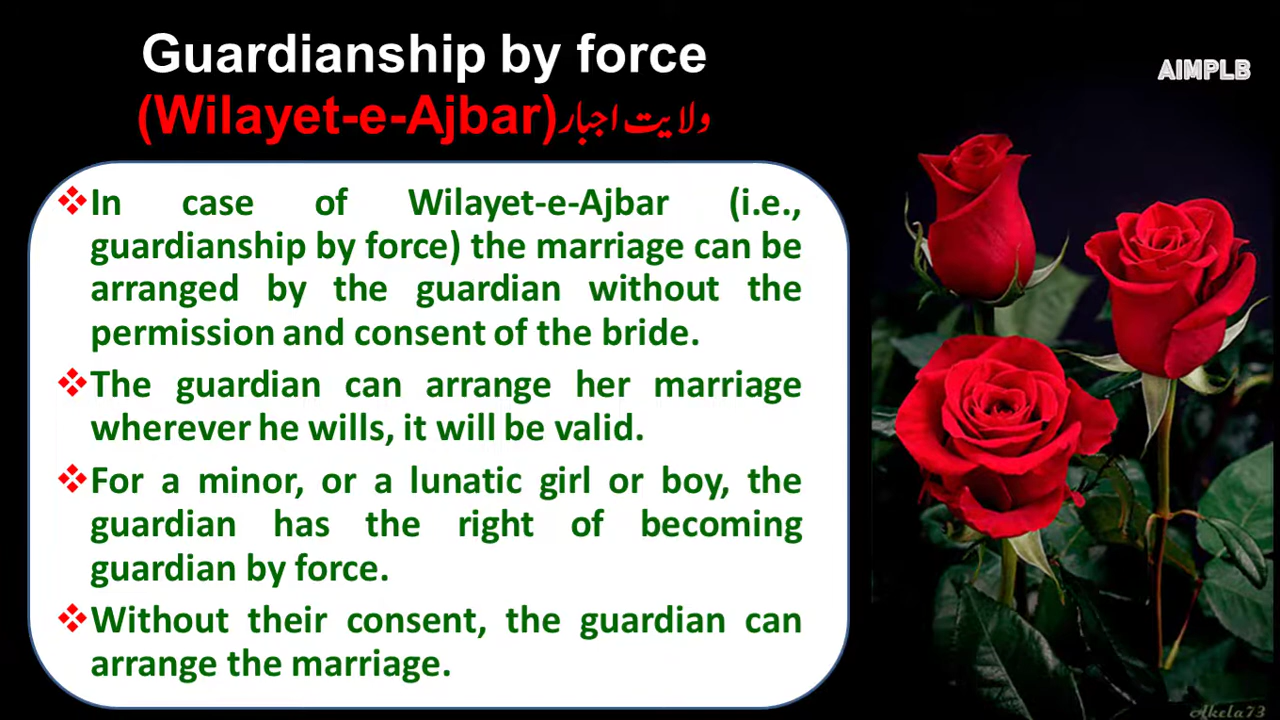 Guardianship by force
(Wilayet-e-Ajbar) ولایت اجبار
AIMPLB
❖In case of Wilayet-e-Ajbar (i.e.,
guardianship by force) the marriage can be
arranged by the guardian without the
permission and consent of the bride.
❖The guardian can arrange her marriage
wherever he wills, it will be valid.
❖For a minor, or a lunatic girl or boy, the
guardian has the right of becoming
guardian by force.
❖Without their consent, the guardian can
arrange the marriage.
Akela73